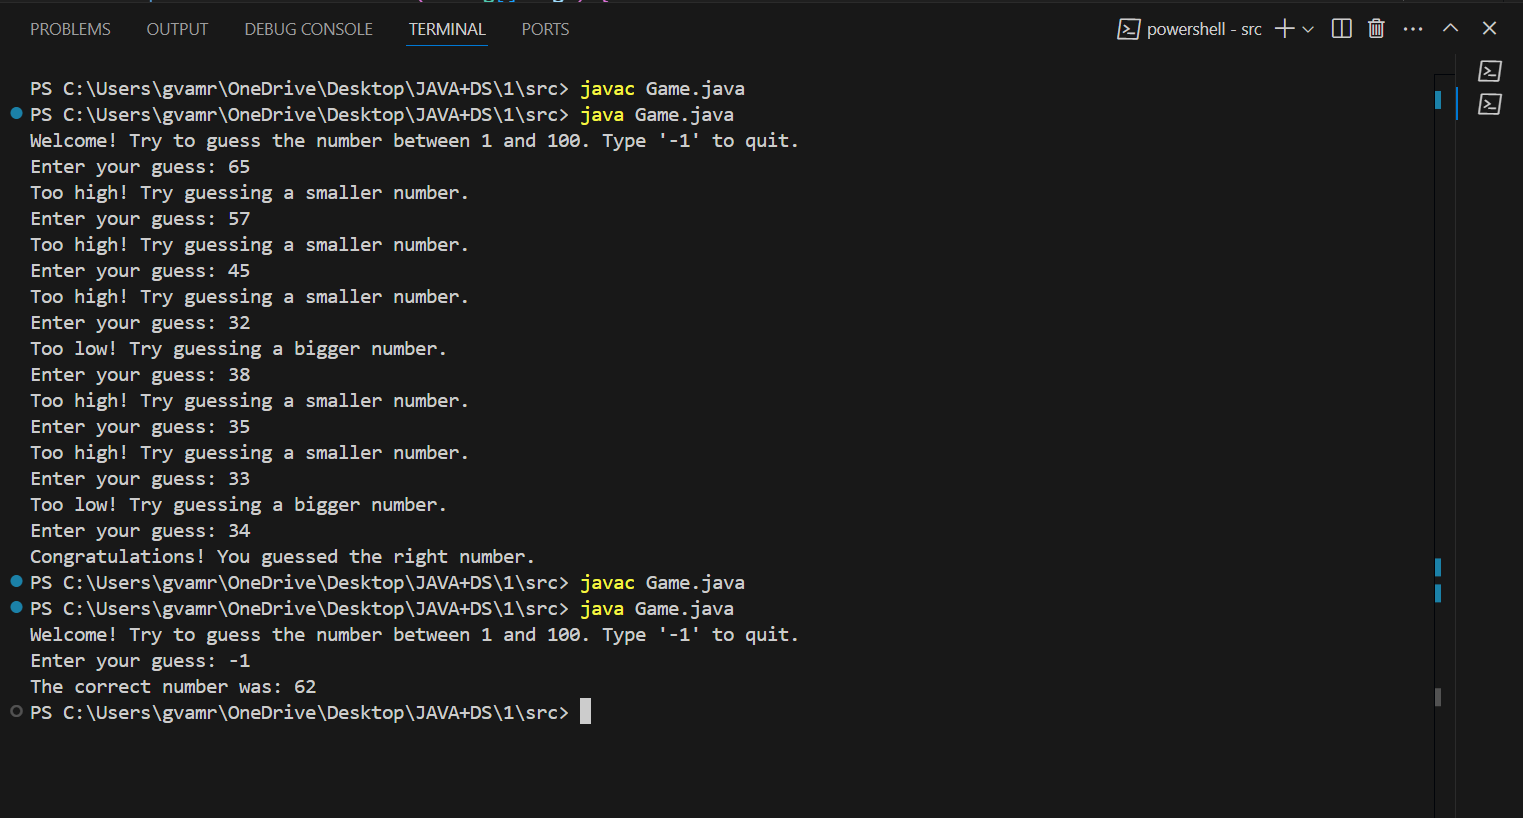 PROBLEMS OUTPUT DEBUG CONSOLE TERMINAL PORTS powershell - src
PS C:\Users\gvamr\OneDrive\Desktop\JAVA+DS\1\src> javac Game.java
PS C:\Users\gvamr\OneDrive\Desktop\JAVA+DS\1\src> java Game.java
Welcome! Try to guess the number between 1 and 100. Type '-1' to quit.
Enter your guess: 65
Too high! Try guessing a smaller number.
Enter your guess: 57
Too high! Try guessing a smaller number.
Enter your guess: 45
Too high! Try guessing a smaller number.
Enter your guess: 32
Too low! Try guessing a bigger number.
Enter your guess: 38
Too high! Try guessing a smaller number.
Enter your guess: 35
Too high! Try guessing a smaller number.
Enter your guess: 33
Too low! Try guessing a bigger number.
Enter your guess: 34
Congratulations! You guessed the right number.
PS C:\Users\gvamr\OneDrive\Desktop\JAVA+DS\1\src> javac Game.java
PS C:\Users\gvamr\OneDrive\Desktop\JAVA+DS\1\src> java Game.java
Welcome! Try to guess the number between 1 and 100. Type '-1' to quit.
Enter your guess: -1
The correct number was: 62
PS C:\Users\gvamr\OneDrive\Desktop\JAVA+DS\1\src>